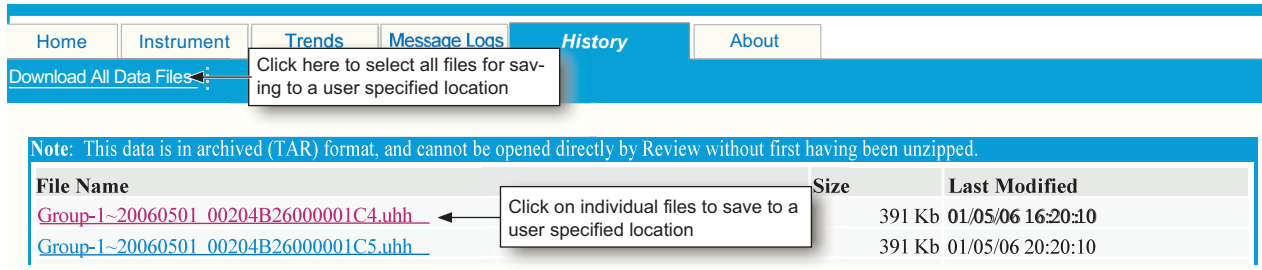 Home Instrument Trends Message Logs History About
Download All Data Files
Click here to select all files for sav-
ing to a user specified location
Note: This data is in archived (TAR) format, and cannot be opened directly by Review without first having been unzipped.
File Name Size Last Modified
Group-1~20060501_00204B26000001C4.uhh 391 Kb 01/05/06 16:20:10
Click on individual files to save to a
user specified location
Group-1~20060501_00204B26000001C5.uhh 391 Kb 01/05/06 20:20:10